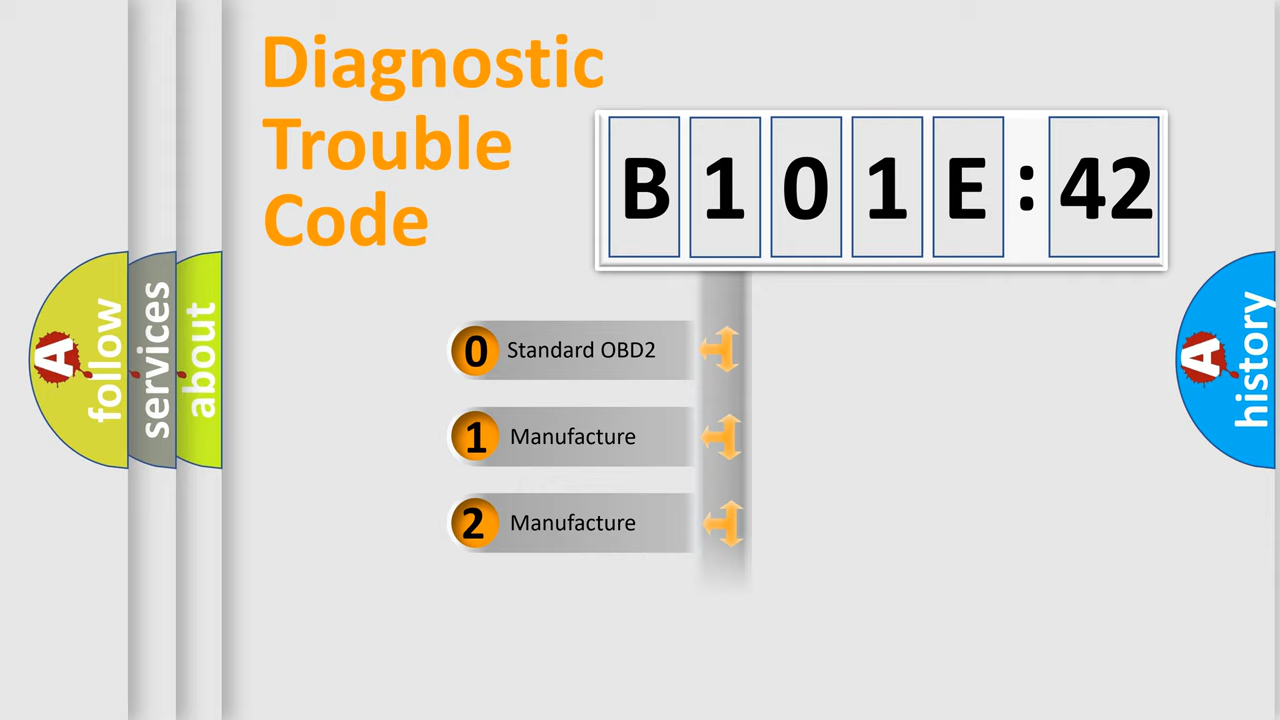 Diagnostic
Trouble
Code
B 1 0 1 E : 42
0 Standard OBD2
1 Manufacture
2 Manufacture
A follow
services
about
A history